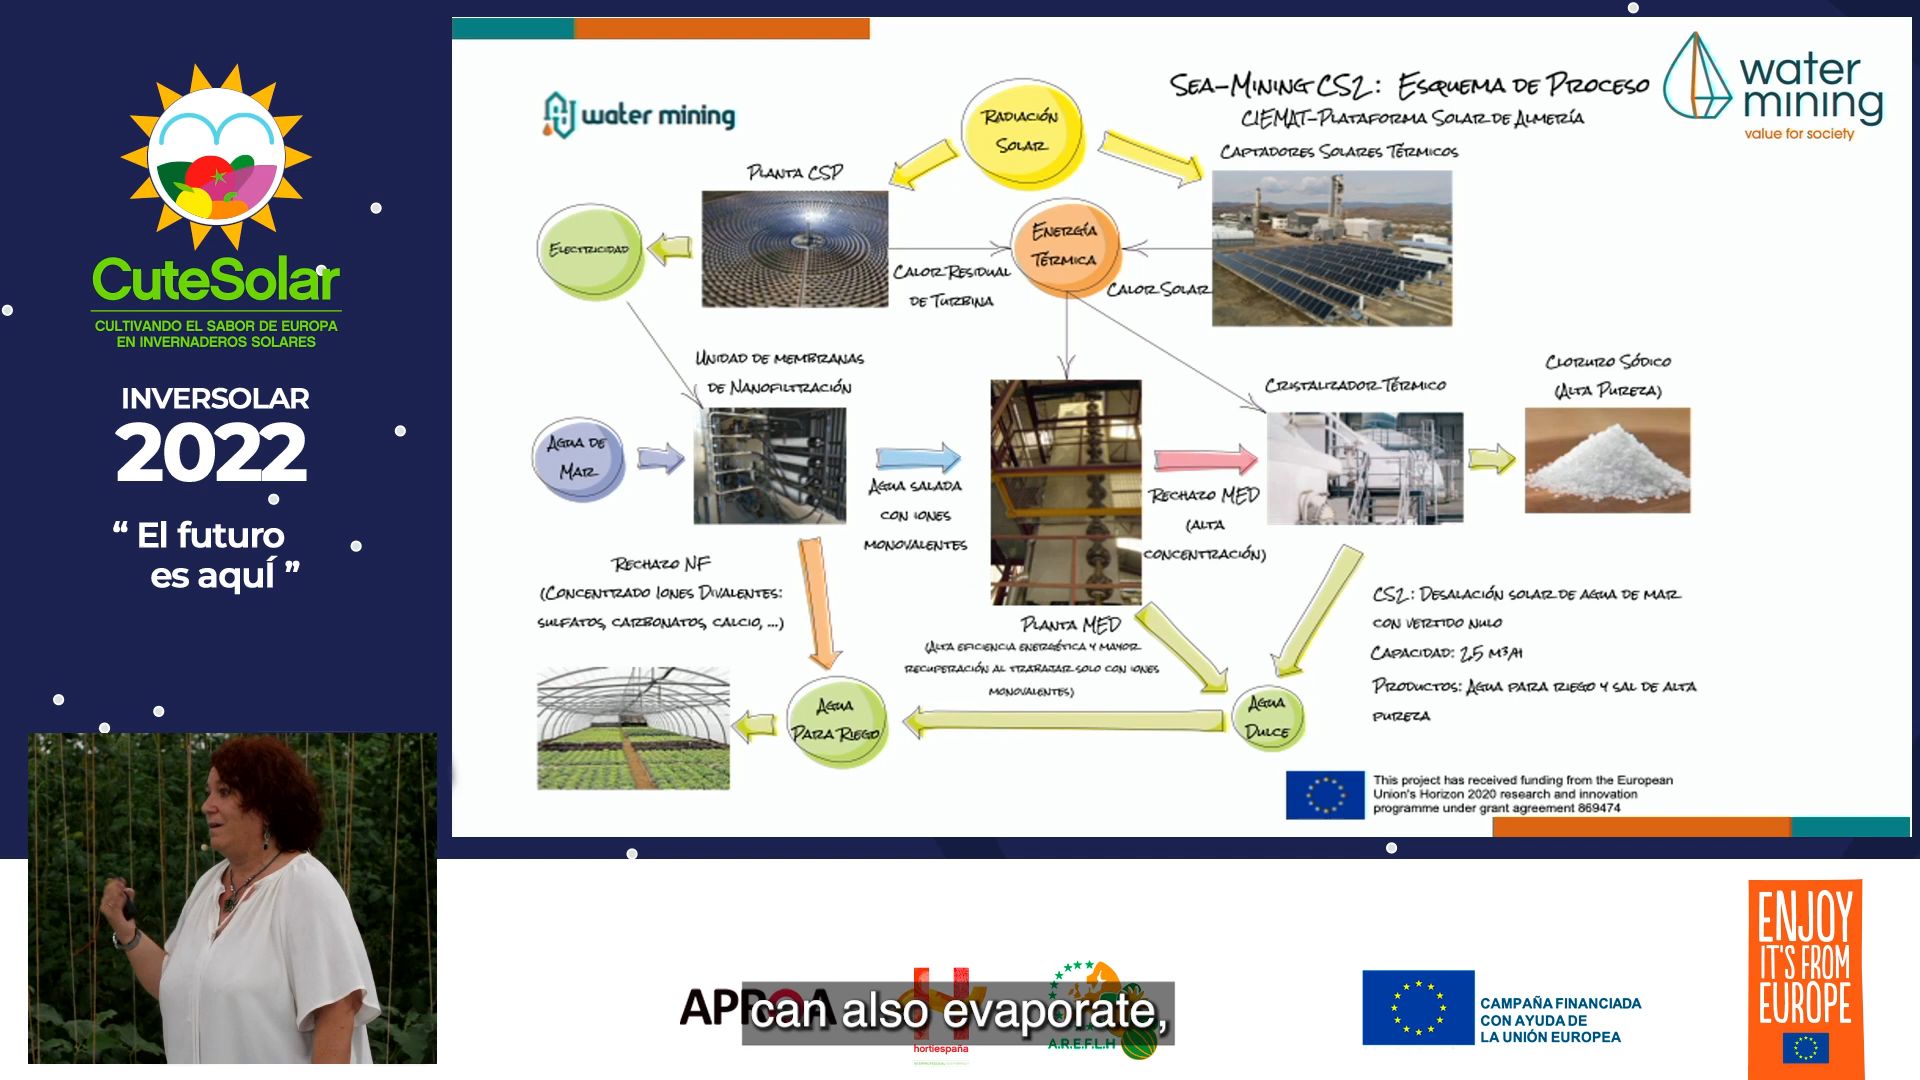 CuteSolar
CULTIVANDO EL SABOR DE EUROPA
EN INVERNADEROS SOLARES
INVERSOLAR
2022
“ El futuro
es aquÍ ”
water mining
Sea-Mining CS2: Esquema de Proceso
CIEMAT-Plataforma Solar de Almería
water
mining
value for society
Radiación
Solar
Captadores Solares Térmicos
Planta CSP
Electricidad
Energía
Térmica
Calor Residual
de Turbina
Calor Solar
Unidad de membranas
de Nanofiltración
Cristalizador Térmico
Cloruro Sódico
(Alta Pureza)
Agua de
Mar
Agua salada
con iones
monovalentes
Rechazo MED
(alta
concentración)
Rechazo NF
(Concentrado Iones Divalentes:
sulfatos, carbonatos, calcio, ...)
Planta MED
(Alta eficiencia energética y mayor
recuperación al trabajar solo con iones
monovalentes)
CS2: Desalación solar de agua de mar
con vertido nulo
Capacidad: 2,5 m³/h
Productos: Agua para riego y sal de alta
pureza
Agua
Para Riego
Agua
Dulce
This project has received funding from the European
Union's Horizon 2020 research and innovation
programme under grant agreement 869474
can also evaporate,
hortiespaña
A.R.E.F.L.H
CAMPAÑA FINANCIADA
CON AYUDA DE
LA UNIÓN EUROPEA
ENJOY
IT'S FROM
EUROPE